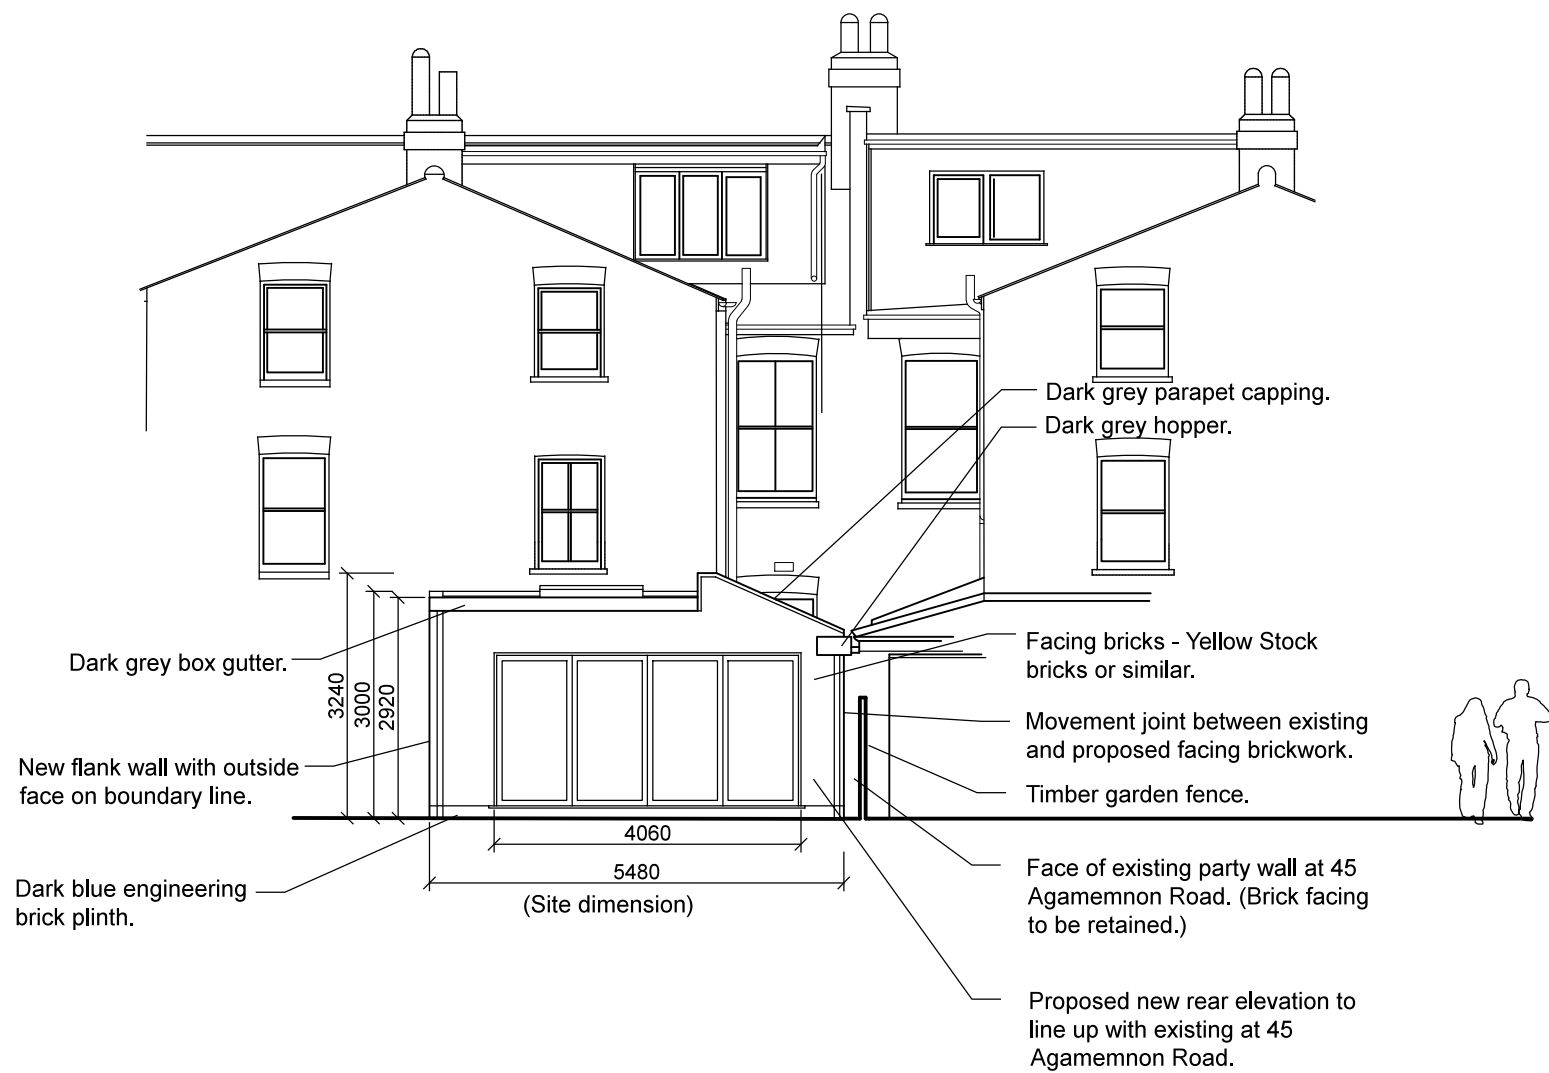 Dark grey parapet capping.
Dark grey hopper.
Facing bricks - Yellow Stock
bricks or similar.
Dark grey box gutter.
3240
3000
2920
Movement joint between existing
and proposed facing brickwork.
New flank wall with outside
face on boundary line.
Timber garden fence.
4060
5480
(Site dimension)
Dark blue engineering
brick plinth.
Face of existing party wall at 45
Agamemnon Road. (Brick facing
to be retained.)
Proposed new rear elevation to
line up with existing at 45
Agamemnon Road.